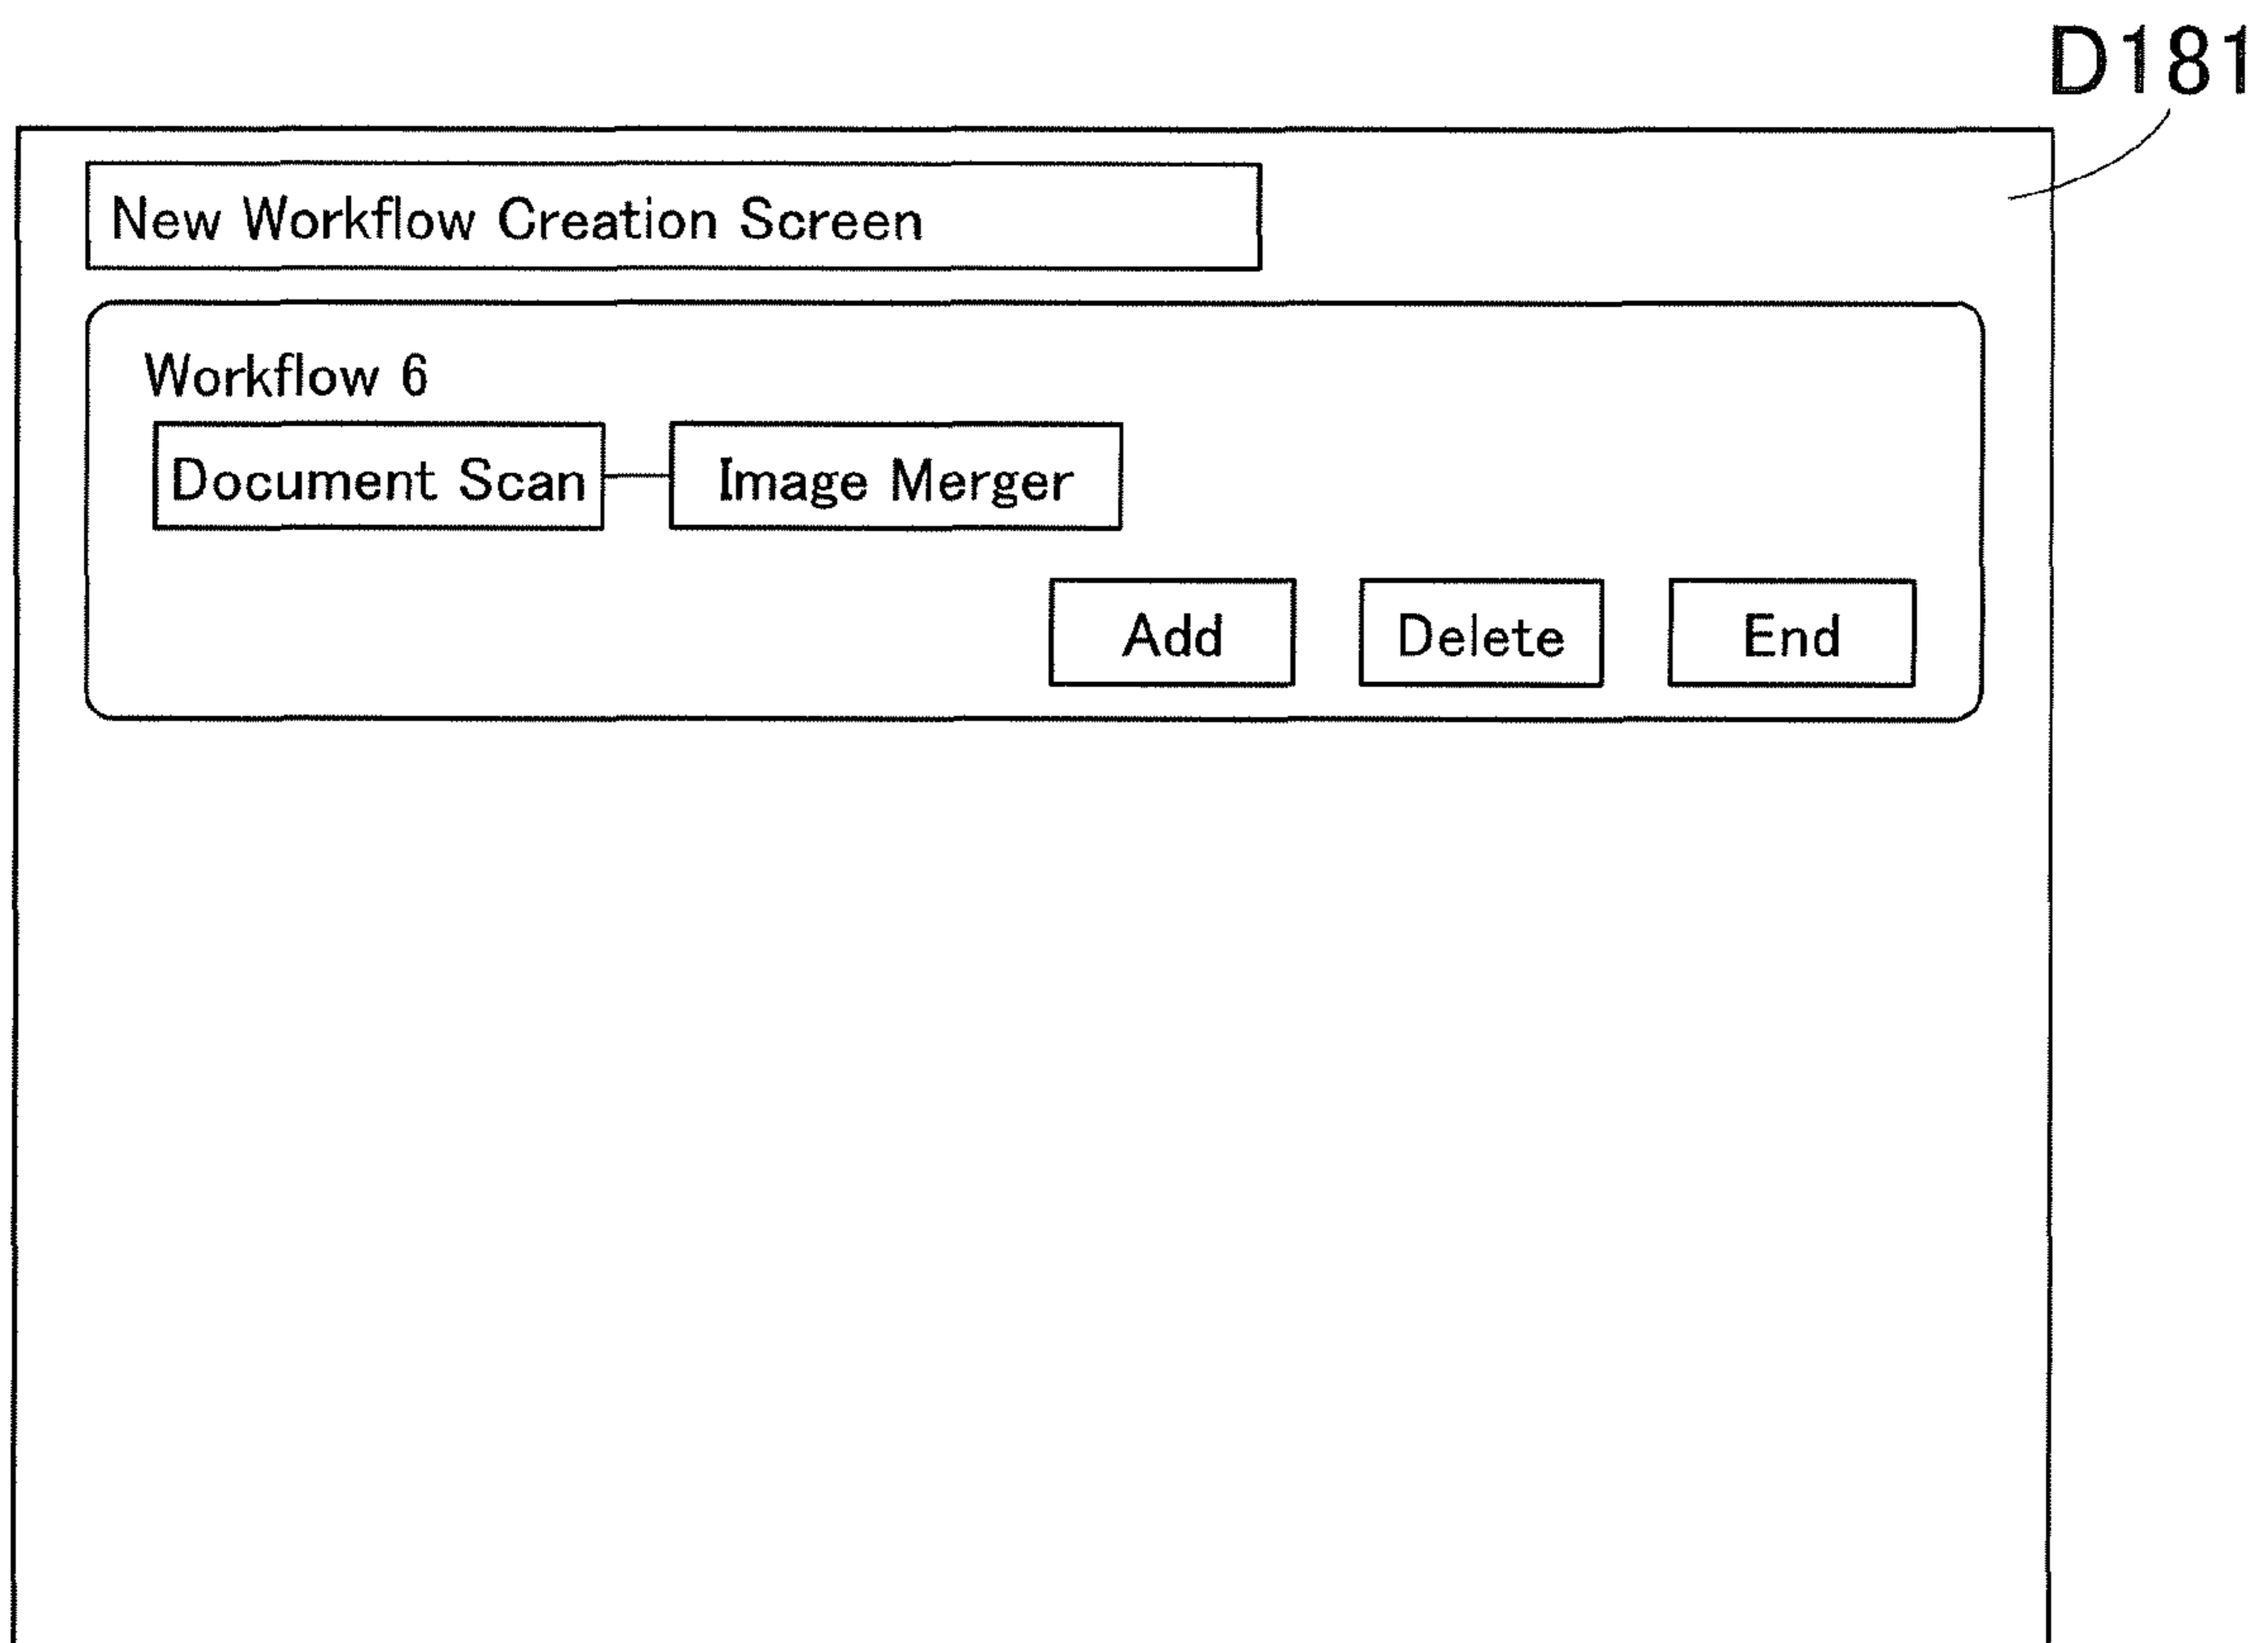 D181
New Workflow Creation Screen
Workflow 6
Document Scan Image Merger
Add Delete End